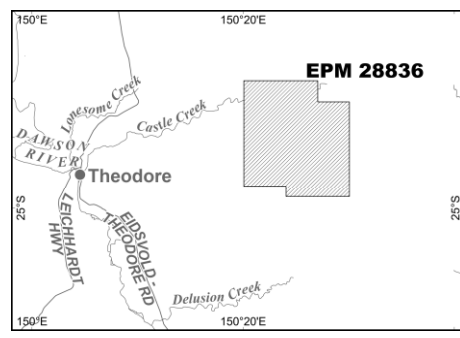 150°E
150°20'E
EPM 28836
Lonesome Creek
Castle Creek
DAWSON
RIVER
Theodore
25°S
25°S
LEICHHARDT
HWY
EIDSVOLD -
THEODORE RD
Delusion Creek
150°E
150°20'E